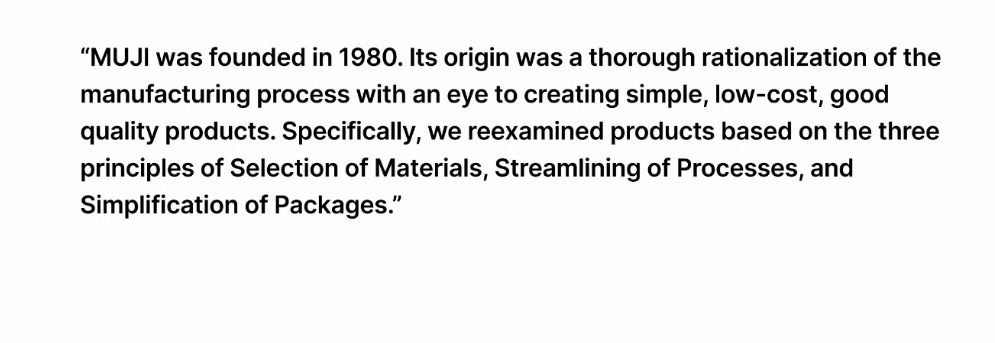 “MUJI was founded in 1980. Its origin was a thorough rationalization of the
manufacturing process with an eye to creating simple, low-cost, good
quality products. Specifically, we reexamined products based on the three
principles of Selection of Materials, Streamlining of Processes, and
Simplification of Packages.”